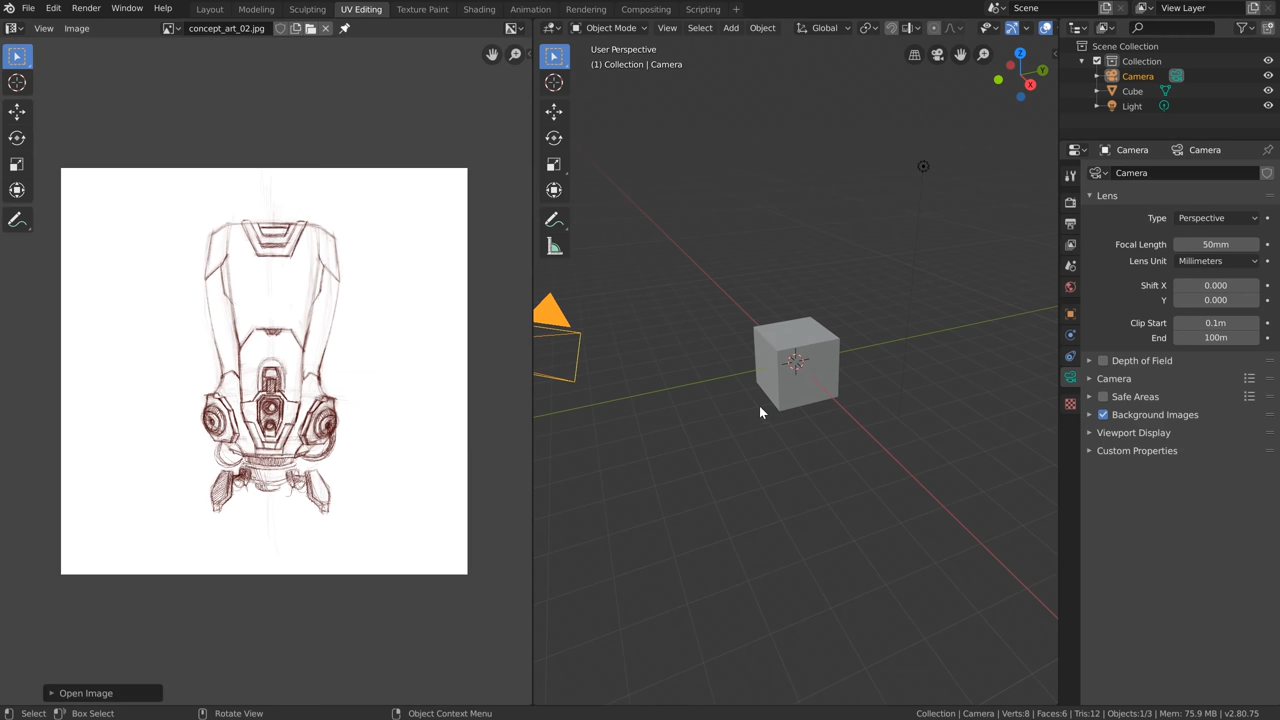 File Edit Render Window Help Layout Modeling Sculpting UV Editing Texture Paint Shading Animation Rendering Compositing Scripting + Scene View Layer
View Image concept_art_02.jpg Object Mode View Select Add Object Global
User Perspective
(1) Collection | Camera
Z
Y
X
Scene Collection
Collection
Camera
Cube
Light
Camera Camera
Camera
Lens
Type Perspective
Focal Length 50mm
Lens Unit Millimeters
Shift X 0.000
Y 0.000
Clip Start 0.1m
End 100m
Depth of Field
Camera
Safe Areas
Background Images
Viewport Display
Custom Properties
Open Image
Select Box Select Rotate View Object Context Menu Collection | Camera | Verts:8 | Faces:6 | Tris:12 | Objects:1/3 | Mem: 75.9 MB | v2.80.75